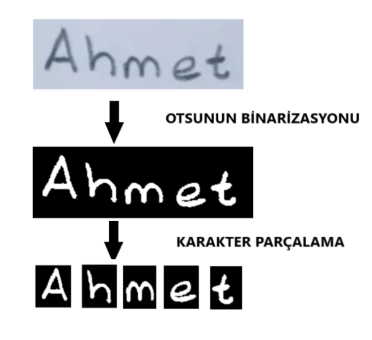 Ahmet
OTSUNUN BİNARİZASYONU
Ahmet
KARAKTER PARÇALAMA
A h m e t